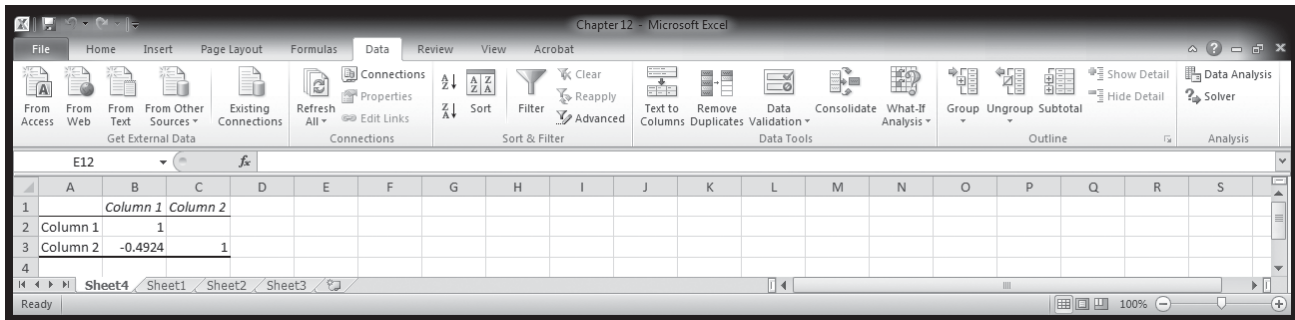 Chapter 12 - Microsoft Excel
File Home Insert Page Layout Formulas Data Review View Acrobat
From Access
From Web
From Text
From Other Sources
Existing Connections
Get External Data
Refresh All
Connections
Properties
Edit Links
Connections
Sort
Filter
Clear
Reapply
Advanced
Sort & Filter
Text to Columns
Remove Duplicates
Data Validation
Consolidate
What-If Analysis
Data Tools
Group
Ungroup
Subtotal
Show Detail
Hide Detail
Outline
Data Analysis
Solver
Analysis
E12 fx
A B C D E F G H I J K L M N O P Q R S
1 Column 1 Column 2
2 Column 1 1
3 Column 2 -0.4924 1
4
Sheet4 Sheet1 Sheet2 Sheet3
Ready 100%